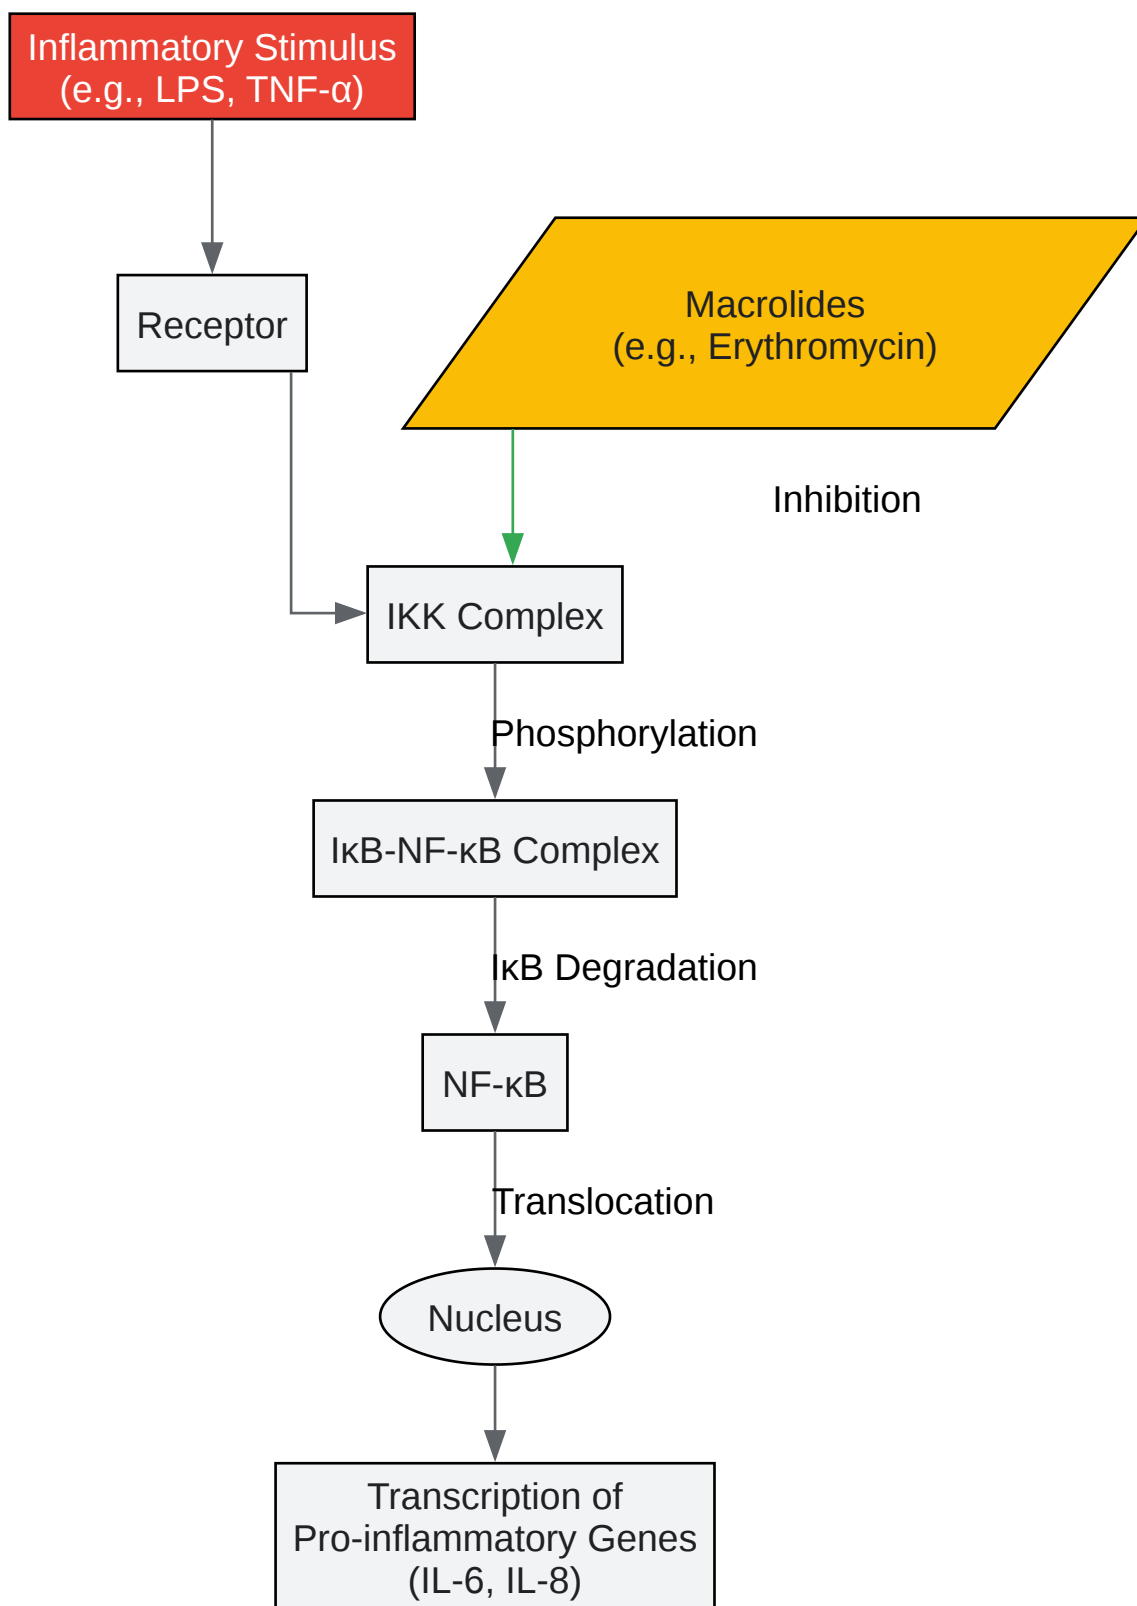 Inflammatory Stimulus
(e.g., LPS, TNF-α)
Receptor
Macrolides
(e.g., Erythromycin)
Inhibition
IKK Complex
Phosphorylation
IκB-NF-κB Complex
IκB Degradation
NF-κB
Translocation
Nucleus
Transcription of
Pro-inflammatory Genes
(IL-6, IL-8)